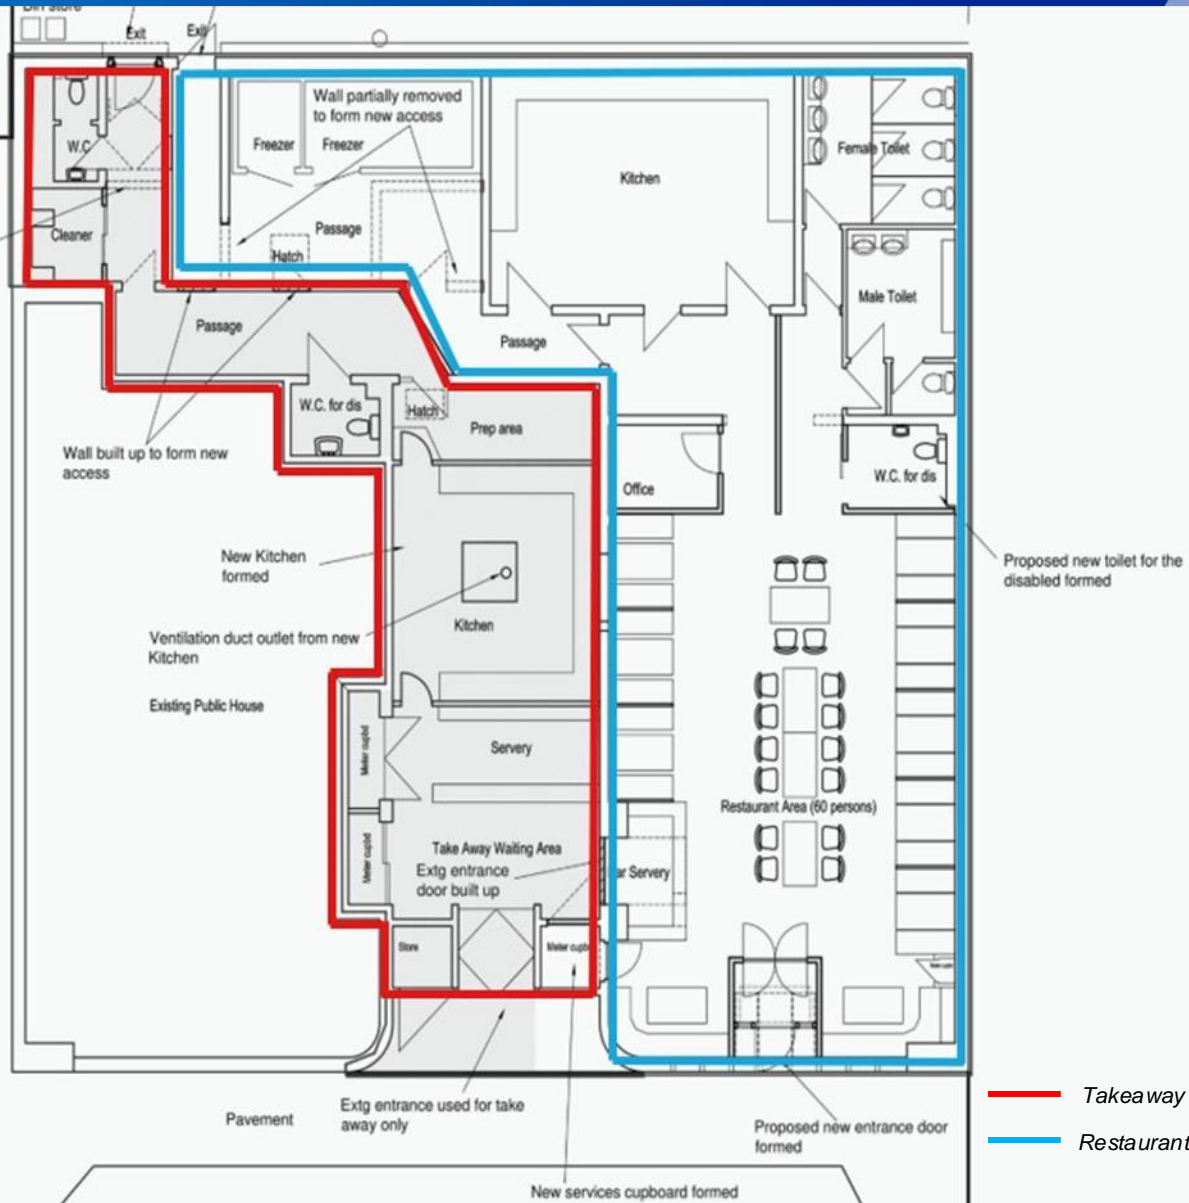 Bin store
Exit
Exit
Wall partially removed
to form new access
Freezer
Freezer
Kitchen
Female Toilet
W.C
Cleaner
Passage
Hatch
Male Toilet
Passage
Passage
W.C. for dis
Hatch
Prep area
Wall built up to form new
access
Office
W.C. for dis
New Kitchen
formed
Proposed new toilet for the
disabled formed
Kitchen
Ventilation duct outlet from new
Kitchen
Existing Public House
Meter cupbd
Servery
Restaurant Area (60 persons)
Meter cupbd
Take Away Waiting Area
Extg entrance
door built up
ar Servery
Store
Meter cupb
Takeaway
Restaurant
Pavement
Extg entrance used for take
away only
Proposed new entrance door
formed
New services cupboard formed